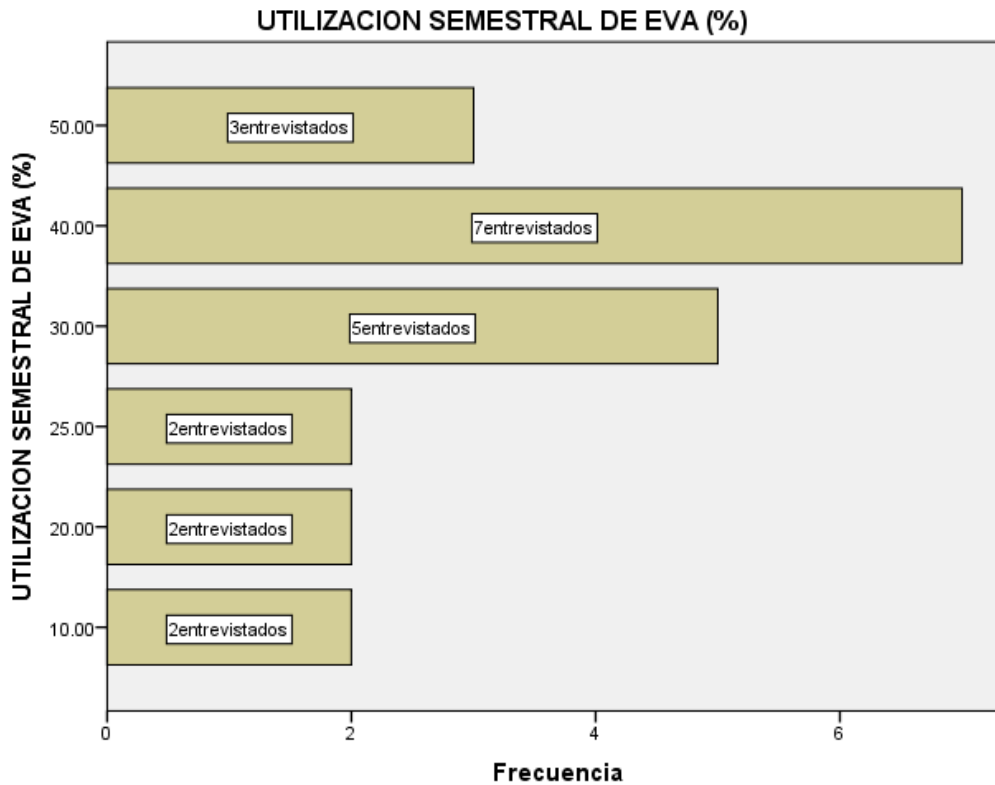 UTILIZACION SEMESTRAL DE EVA (%)
UTILIZACION SEMESTRAL DE EVA (%)
50.00
3entrevistados
40.00
7entrevistados
30.00
5entrevistados
25.00
2entrevistados
20.00
2entrevistados
10.00
2entrevistados
0 2 4 6
Frecuencia